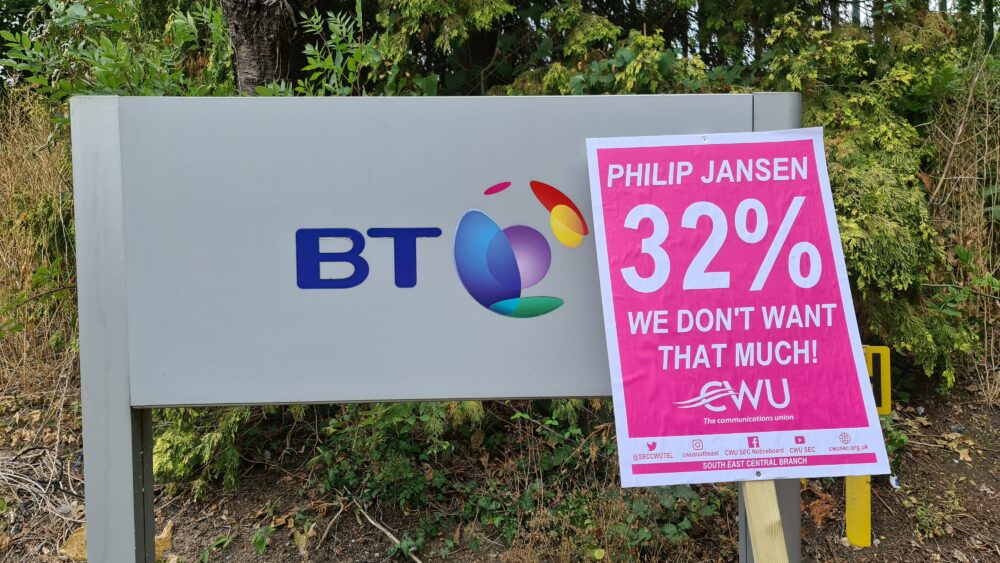 BT
PHILIP JANSEN
32%
WE DON'T WANT
THAT MUCH!
CWU
The communications union
@SECCWUTEL cwusoutheast CWU SEC Noticeboard CWU SEC cwusec.org.uk
SOUTH EAST CENTRAL BRANCH